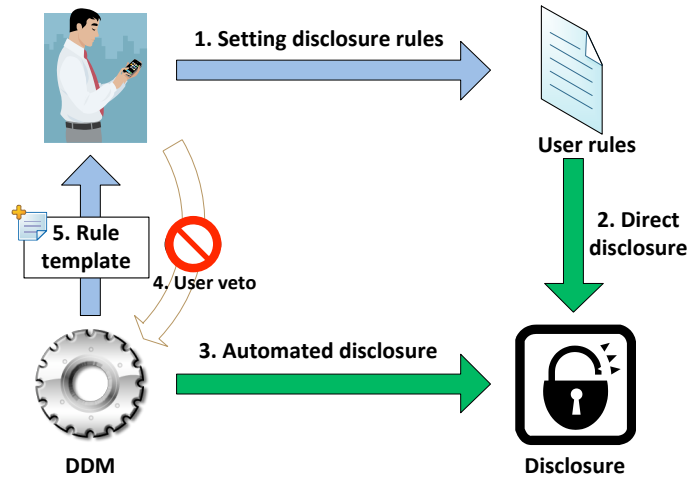 1. Setting disclosure rules
User rules
2. Direct
disclosure
5. Rule
template
4. User veto
3. Automated disclosure
DDM
Disclosure